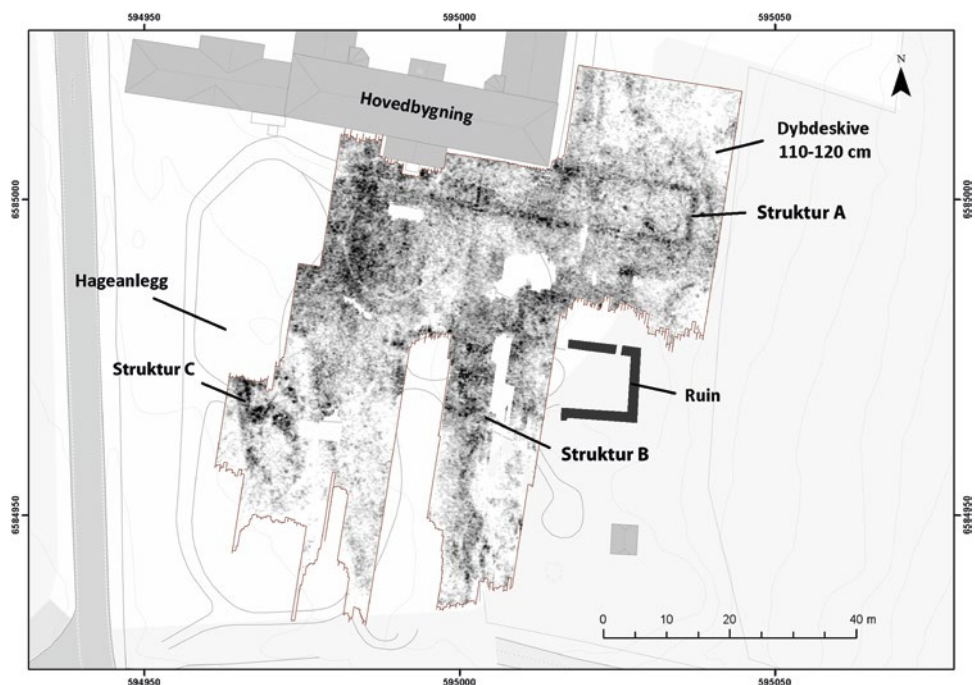 594950
595000
595050
N
Hovedbygning
Dybdeskive
110-120 cm
6585000
6585000
Struktur A
Hageanlegg
Struktur C
Ruin
Struktur B
6584950
6584950
0
10
20
40 m
594950
595000
595050